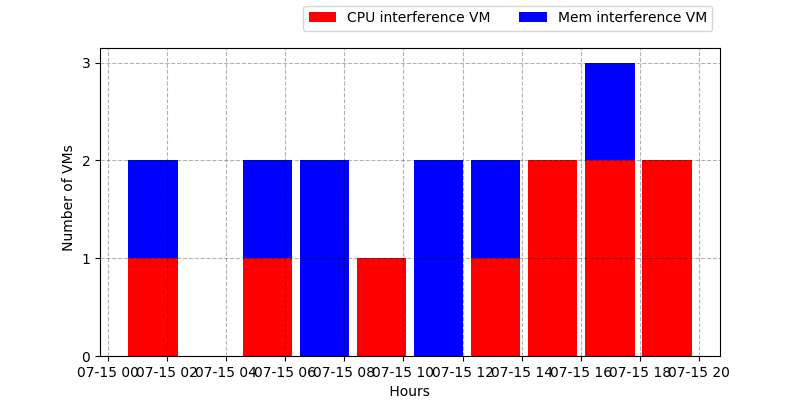 CPU interference VM Mem interference VM
3
2
1
0
Number of VMs
07-15 00 07-15 02 07-15 04 07-15 06 07-15 08 07-15 10 07-15 12 07-15 14 07-15 16 07-15 18 07-15 20
Hours